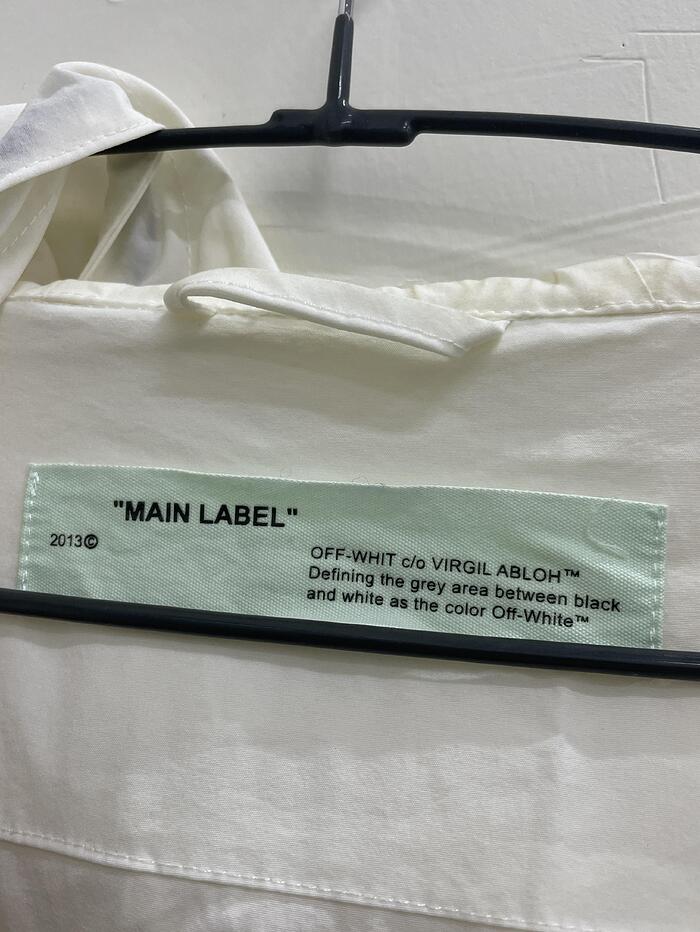 "MAIN LABEL"
2013©
OFF-WHIT c/o VIRGIL ABLOH™
Defining the grey area between black
and white as the color Off-White™